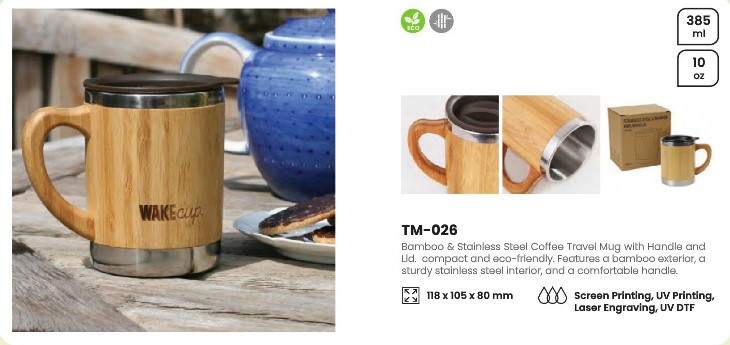 WAKEcup
ECO
385
ml
10
oz
TM-026
Bamboo & Stainless Steel Coffee Travel Mug with Handle and
Lid. compact and eco-friendly. Features a bamboo exterior, a
sturdy stainless steel interior, and a comfortable handle.
118 x 105 x 80 mm
Screen Printing, UV Printing,
Laser Engraving, UV DTF